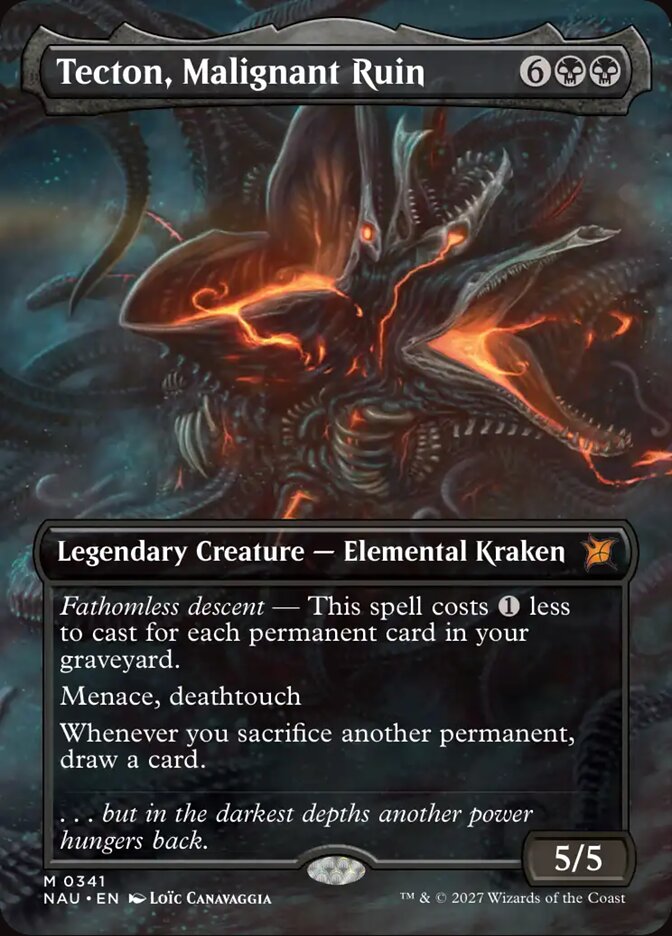 Tecton, Malignant Ruin 6
Legendary Creature — Elemental Kraken
Fathomless descent — This spell costs 1 less
to cast for each permanent card in your
graveyard.
Menace, deathtouch
Whenever you sacrifice another permanent,
draw a card.
. . . but in the darkest depths another power
hungers back.
5/5
M 0341
NAU • EN Loïc Canavaggia
™ & © 2027 Wizards of the Coast